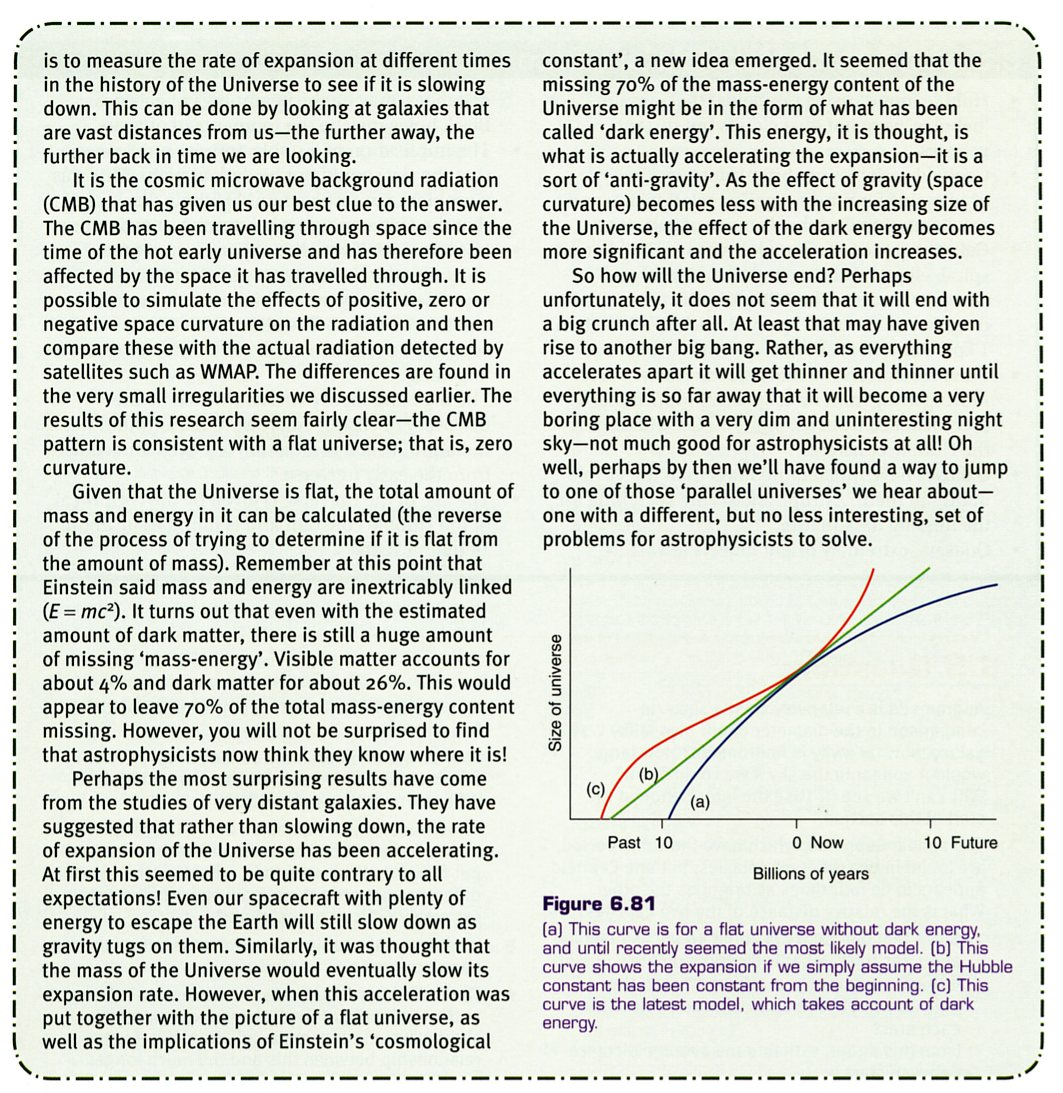 is to measure the rate of expansion at different times
in the history of the Universe to see if it is slowing
down. This can be done by looking at galaxies that
are vast distances from us—the further away, the
further back in time we are looking.
It is the cosmic microwave background radiation
(CMB) that has given us our best clue to the answer.
The CMB has been travelling through space since the
time of the hot early universe and has therefore been
affected by the space it has travelled through. It is
possible to simulate the effects of positive, zero or
negative space curvature on the radiation and then
compare these with the actual radiation detected by
satellites such as WMAP. The differences are found in
the very small irregularities we discussed earlier. The
results of this research seem fairly clear—the CMB
pattern is consistent with a flat universe; that is, zero
curvature.
Given that the Universe is flat, the total amount of
mass and energy in it can be calculated (the reverse
of the process of trying to determine if it is flat from
the amount of mass). Remember at this point that
Einstein said mass and energy are inextricably linked
(E = mc²). It turns out that even with the estimated
amount of dark matter, there is still a huge amount
of missing ‘mass-energy’. Visible matter accounts for
about 4% and dark matter for about 26%. This would
appear to leave 70% of the total mass-energy content
missing. However, you will not be surprised to find
that astrophysicists now think they know where it is!
Perhaps the most surprising results have come
from the studies of very distant galaxies. They have
suggested that rather than slowing down, the rate
of expansion of the Universe has been accelerating.
At first this seemed to be quite contrary to all
expectations! Even our spacecraft with plenty of
energy to escape the Earth will still slow down as
gravity tugs on them. Similarly, it was thought that
the mass of the Universe would eventually slow its
expansion rate. However, when this acceleration was
put together with the picture of a flat universe, as
well as the implications of Einstein’s ‘cosmological
constant’, a new idea emerged. It seemed that the
missing 70% of the mass-energy content of the
Universe might be in the form of what has been
called ‘dark energy’. This energy, it is thought, is
what is actually accelerating the expansion—it is a
sort of ‘anti-gravity’. As the effect of gravity (space
curvature) becomes less with the increasing size of
the Universe, the effect of the dark energy becomes
more significant and the acceleration increases.
So how will the Universe end? Perhaps
unfortunately, it does not seem that it will end with
a big crunch after all. At least that may have given
rise to another big bang. Rather, as everything
accelerates apart it will get thinner and thinner until
everything is so far away that it will become a very
boring place with a very dim and uninteresting night
sky—not much good for astrophysicists at all! Oh
well, perhaps by then we’ll have found a way to jump
to one of those ‘parallel universes’ we hear about—
one with a different, but no less interesting, set of
problems for astrophysicists to solve.
Size of universe
(c)
(b)
(a)
Past 10 0 Now 10 Future
Billions of years
Figure 6.81
(a) This curve is for a flat universe without dark energy,
and until recently seemed the most likely model. (b) This
curve shows the expansion if we simply assume the Hubble
constant has been constant from the beginning. (c) This
curve is the latest model, which takes account of dark
energy.